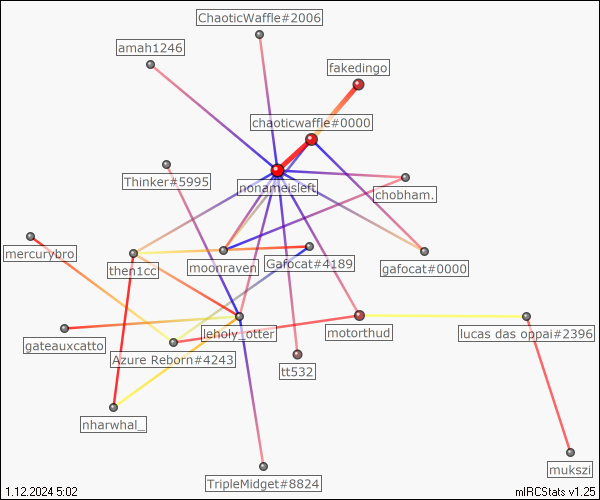 ChaoticWaffle#2006
amah1246
fakedingo
chaoticwaffle#0000
Thinker#5995
nonameisleft
chobham.
mercurybro
then1cc
moonraven
Gafocat#4189
gafocat#0000
gateauxcatto
Azure Reborn#4243
leholy_otter
motorthud
lucas das oppai#2396
tt532
nharwhal_
TripleMidget#8824
mukszi
1.12.2024 5:02
mIRCStats v1.25